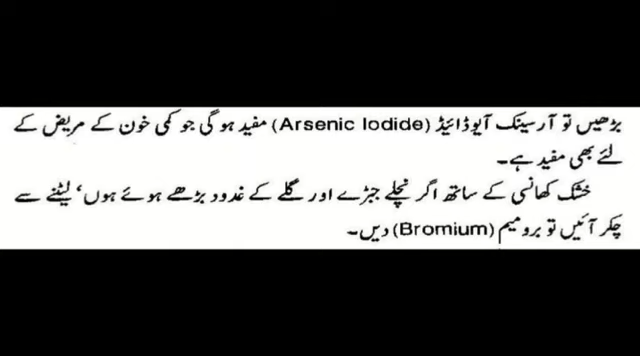 بڑھیں تو آرسینک آیوڈائیڈ (Arsenic Iodide) مفید ہوگی جو کمی خون کے مریض کے
لئے بھی مفید ہے۔
خشک کھانسی کے ساتھ اگر نچلے جبڑے اور گلے کے غدود بڑھے ہوئے ہوں‘ لیٹنے سے
چکر آئیں تو برومیم (Bromium) دیں۔